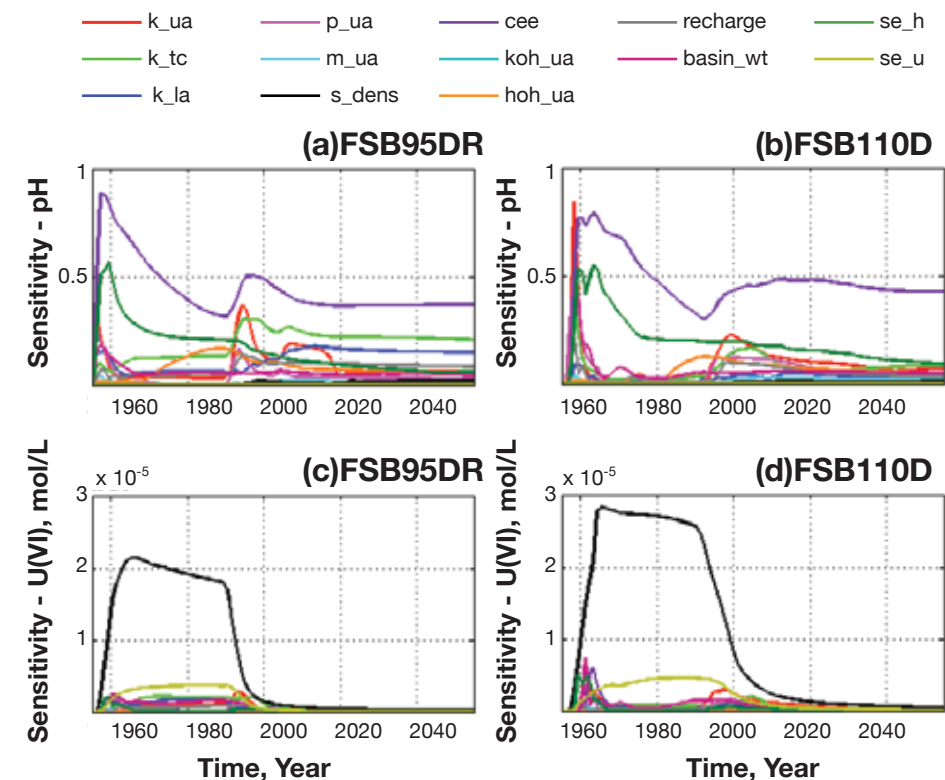 k_ua p_ua cee recharge se_h
k_tc m_ua koh_ua basin_wt se_u
k_la s_dens hoh_ua
(a)FSB95DR (b)FSB110D
Sensitivity - pH
1
0.5
1960 1980 2000 2020 2040
Sensitivity - pH
1
0.5
1960 1980 2000 2020 2040
(c)FSB95DR (d)FSB110D
Sensitivity - U(VI), mol/L
x 10-5
3
2
1
1960 1980 2000 2020 2040
Time, Year
Sensitivity - U(VI), mol/L
x 10-5
3
2
1
1960 1980 2000 2020 2040
Time, Year